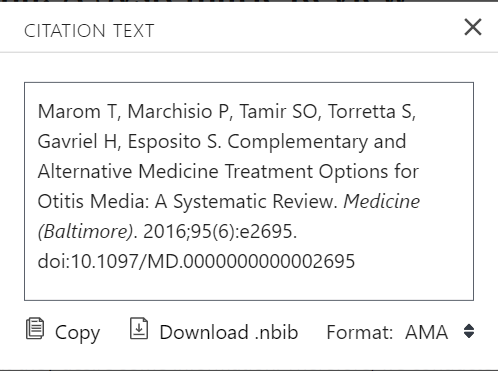 CITATION TEXT
Marom T, Marchisio P, Tamir SO, Torretta S,
Gavriel H, Esposito S. Complementary and
Alternative Medicine Treatment Options for
Otitis Media: A Systematic Review. Medicine
(Baltimore). 2016;95(6):e2695.
doi:10.1097/MD.0000000000002695
Copy Download .nbib Format: AMA